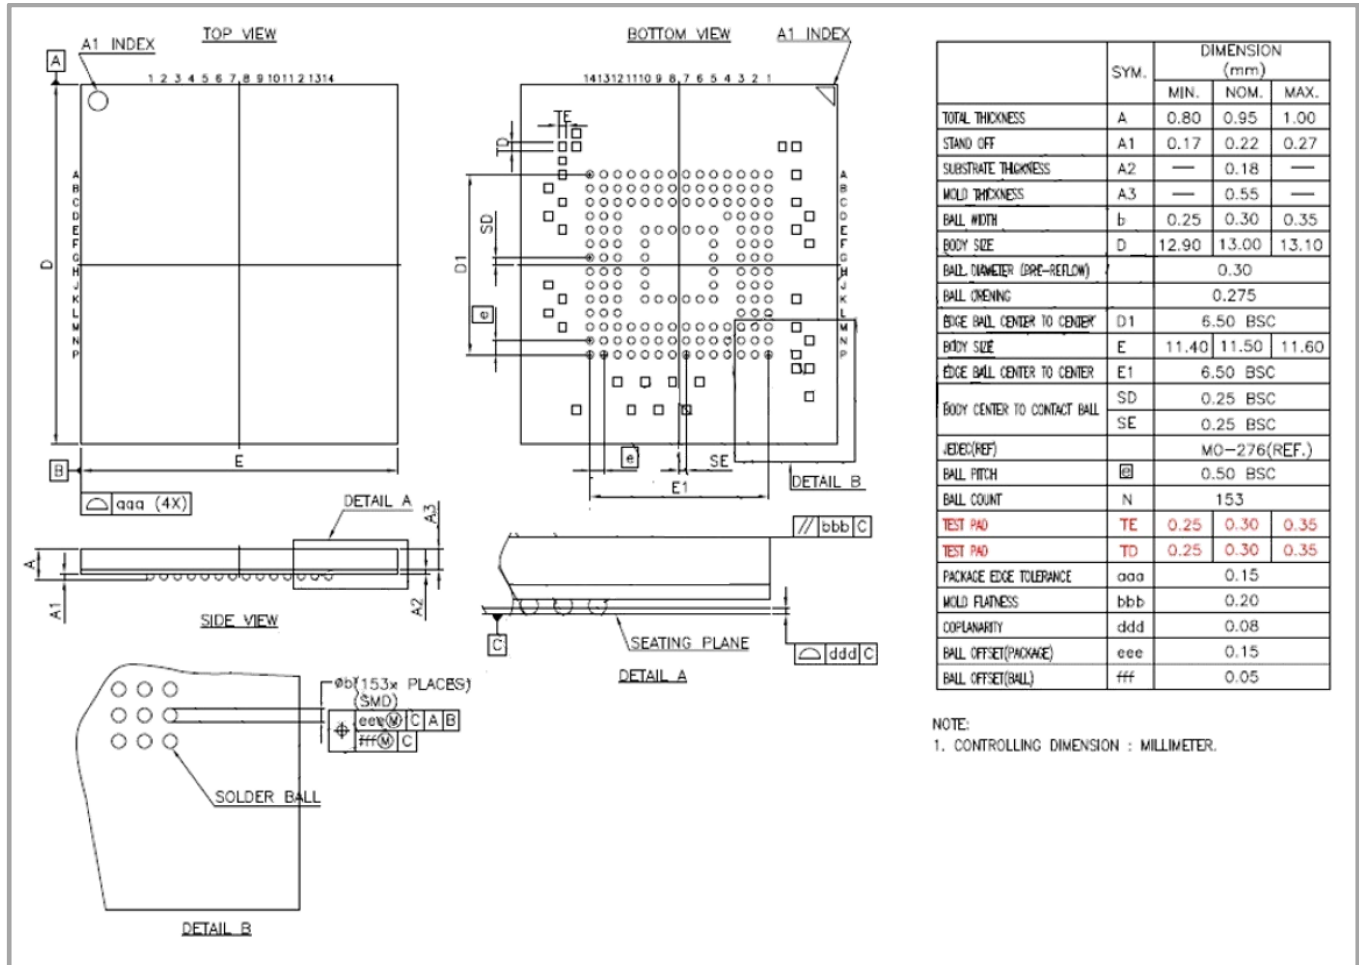 TOP VIEW
A1 INDEX
A
1 2 3 4 5 6 7 8 9 10 11 12 13 14
A
B
C
D
E
F
G
H
J
K
L
M
N
P
D
E
B
aaa (4X)
BOTTOM VIEW
A1 INDEX
14 13 12 11 10 9 8 7 6 5 4 3 2 1
TE
TD
SD
D1
e
A
B
C
D
E
F
G
H
J
K
L
M
N
P
e
SE
E1
DETAIL B
DETAIL A
A3
A
A1
A2
SIDE VIEW
// bbb C
C
SEATING PLANE
ddd C
DETAIL A
Øb (153x PLACES)
(SMD)
eee Ⓜ C A B
fff Ⓜ C
SOLDER BALL
DETAIL B
SYM. DIMENSION
(mm)
MIN. NOM. MAX.
TOTAL THICKNESS A 0.80 0.95 1.00
STAND OFF A1 0.17 0.22 0.27
SUBSTRATE THICKNESS A2 — 0.18 —
MOLD THICKNESS A3 — 0.55 —
BALL WIDTH b 0.25 0.30 0.35
BODY SIZE D 12.90 13.00 13.10
BALL DIAMETER (PRE-REFLOW) 0.30
BALL OPENING 0.275
EDGE BALL CENTER TO CENTER D1 6.50 BSC
BODY SIZE E 11.40 11.50 11.60
EDGE BALL CENTER TO CENTER E1 6.50 BSC
BODY CENTER TO CONTACT BALL SD 0.25 BSC
SE 0.25 BSC
JEDEC(REF) MO-276(REF.)
BALL PITCH e 0.50 BSC
BALL COUNT N 153
TEST PAD TE 0.25 0.30 0.35
TEST PAD TD 0.25 0.30 0.35
PACKAGE EDGE TOLERANCE aaa 0.15
MOLD FLATNESS bbb 0.20
COPLANARITY ddd 0.08
BALL OFFSET(PACKAGE) eee 0.15
BALL OFFSET(BALL) fff 0.05
NOTE:
1. CONTROLLING DIMENSION : MILLIMETER.